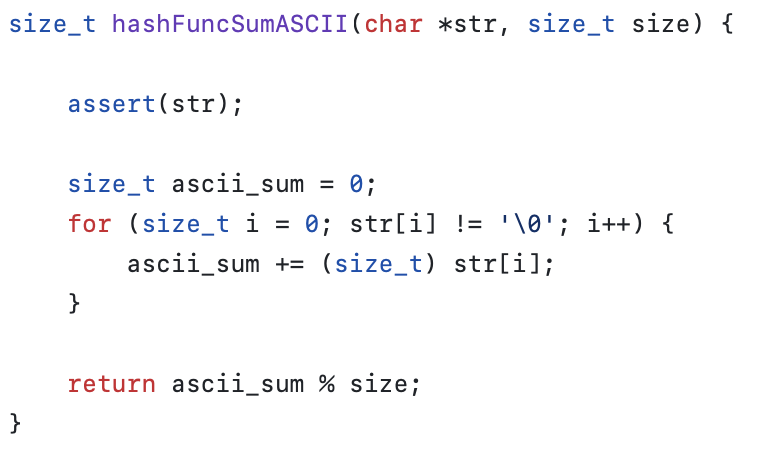 size_t hashFuncSumASCII(char *str, size_t size) {
    assert(str);
    size_t ascii_sum = 0;
    for (size_t i = 0; str[i] != '\0'; i++) {
        ascii_sum += (size_t) str[i];
    }
    return ascii_sum % size;
}